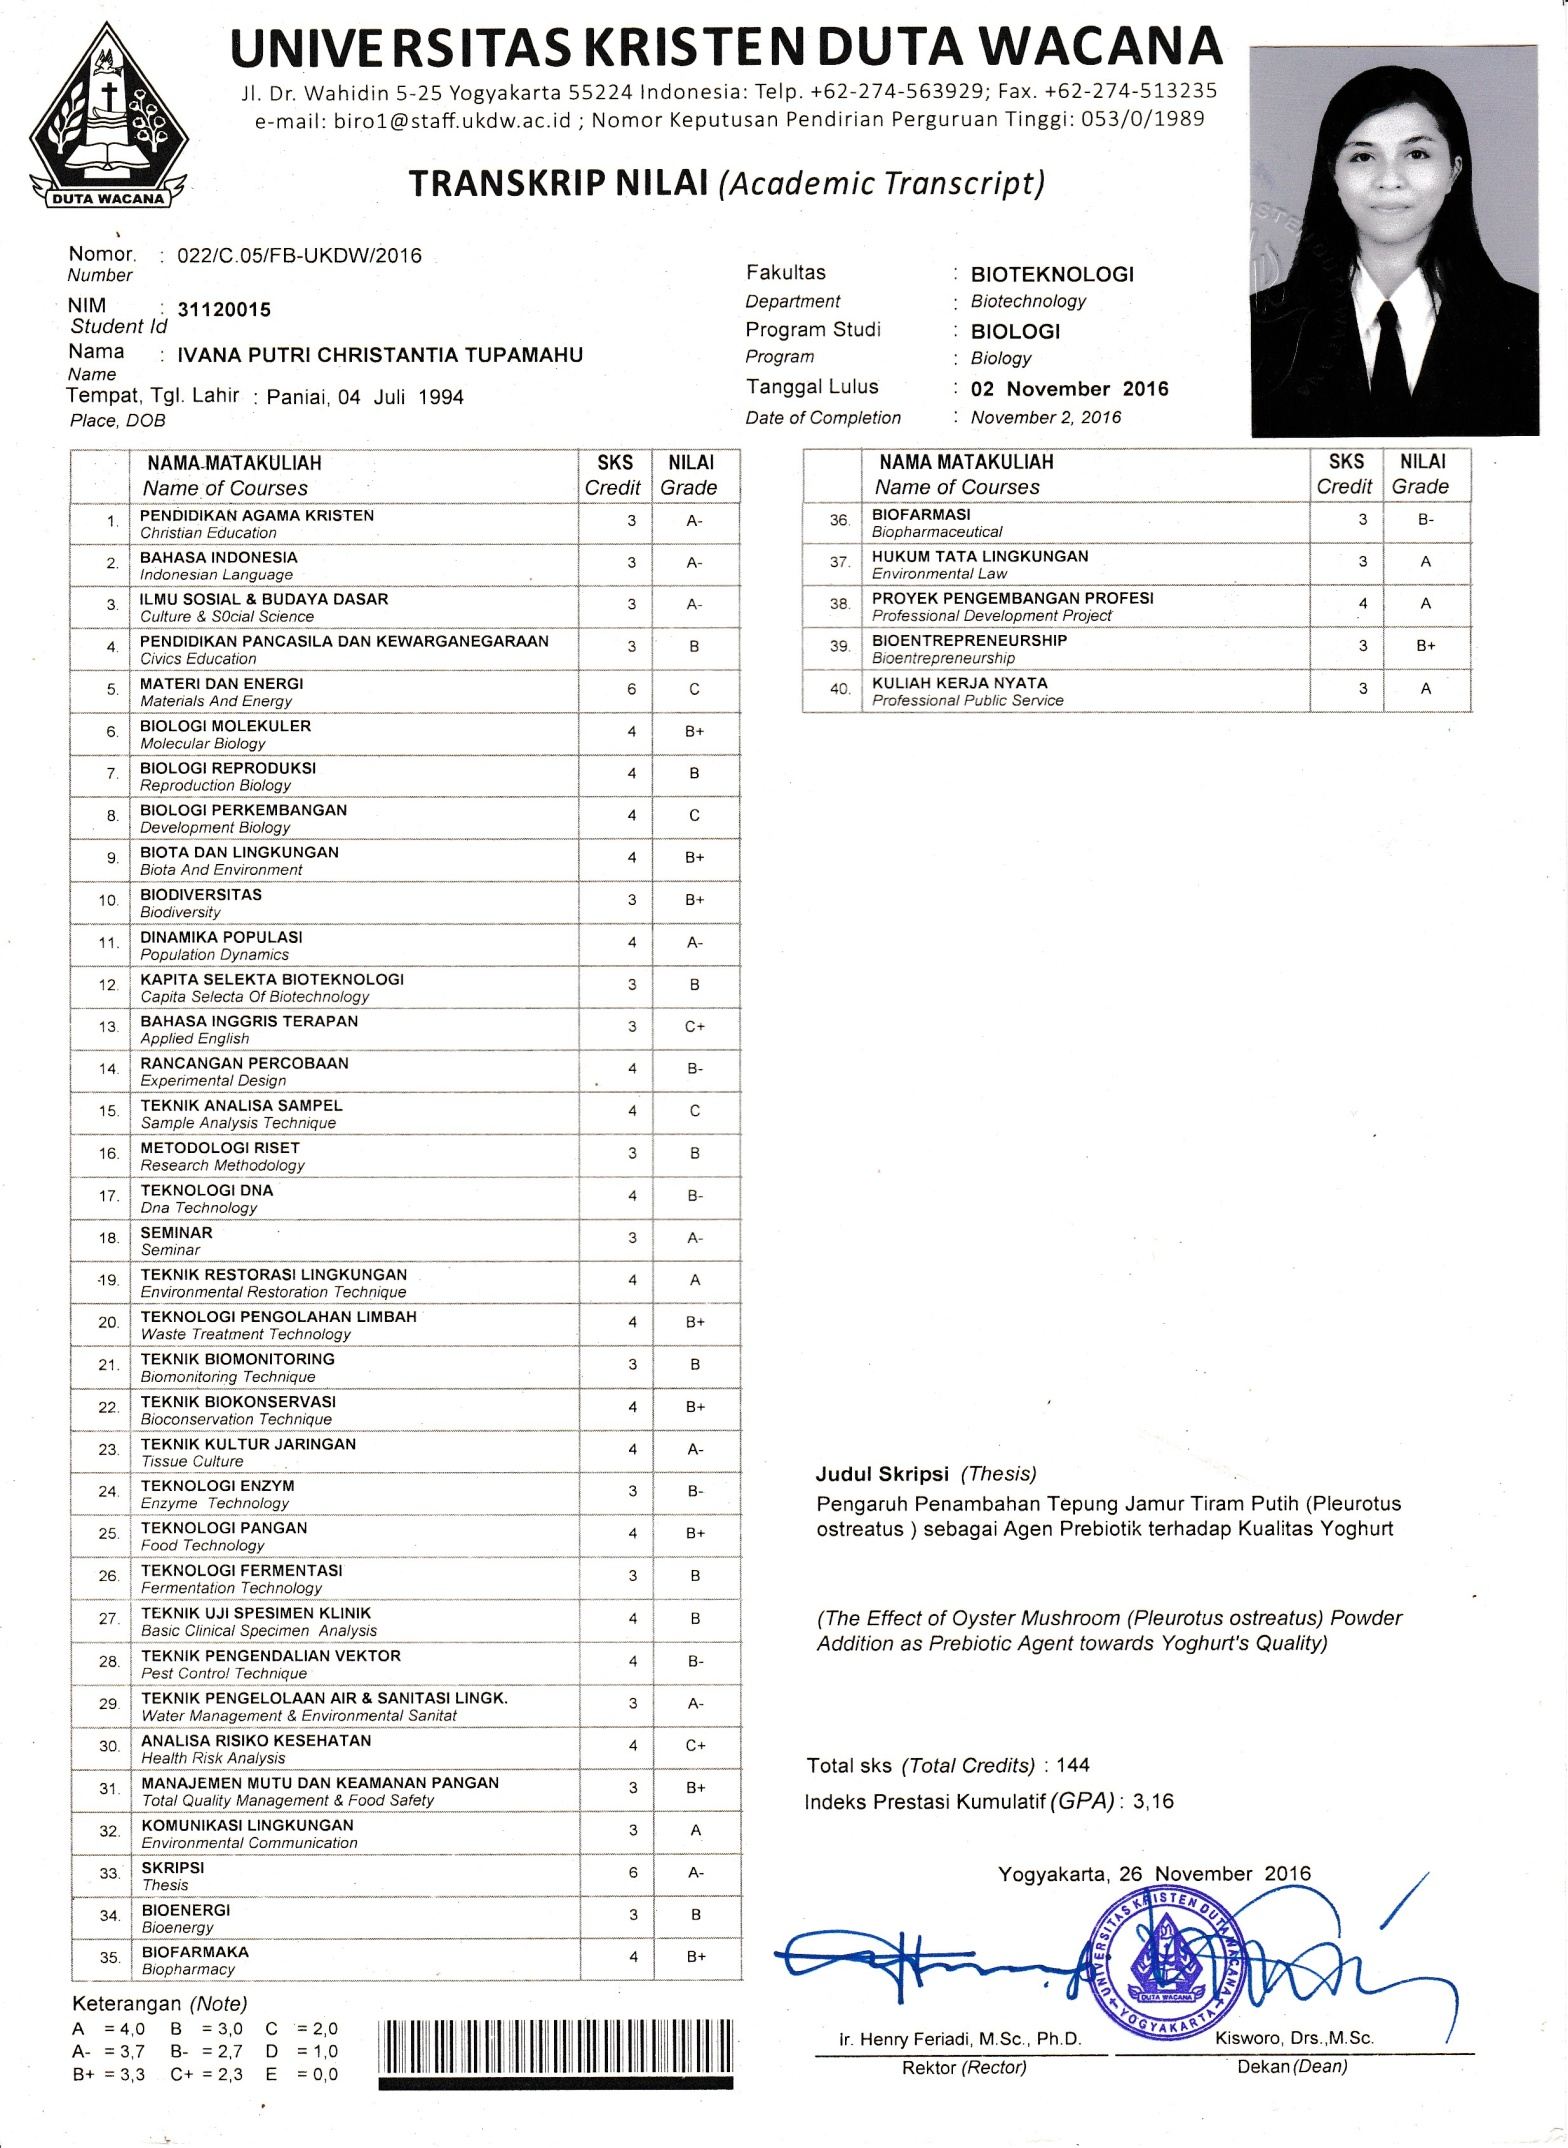 UNIVERSITAS KRISTEN DUTA WACANA
Jl. Dr. Wahidin 5-25 Yogyakarta 55224 Indonesia: Telp. +62-274-563929; Fax. +62-274-513235
e-mail: biro1@staff.ukdw.ac.id ; Nomor Keputusan Pendirian Perguruan Tinggi: 053/0/1989
DUTA WACANA
TRANSKRIP NILAI (Academic Transcript)
Nomor. : 022/C.05/FB-UKDW/2016
Number
NIM : 31120015
Student Id
Nama : IVANA PUTRI CHRISTANTIA TUPAMAHU
Name
Tempat, Tgl. Lahir : Paniai, 04 Juli 1994
Place, DOB
Fakultas : BIOTEKNOLOGI
Department : Biotechnology
Program Studi : BIOLOGI
Program : Biology
Tanggal Lulus : 02 November 2016
Date of Completion : November 2, 2016
NAMA MATAKULIAH SKS NILAI
Name of Courses Credit Grade
1. PENDIDIKAN AGAMA KRISTEN 3 A-
Christian Education
2. BAHASA INDONESIA 3 A-
Indonesian Language
3. ILMU SOSIAL & BUDAYA DASAR 3 A-
Culture & S0cial Science
4. PENDIDIKAN PANCASILA DAN KEWARGANEGARAAN 3 B
Civics Education
5. MATERI DAN ENERGI 6 C
Materials And Energy
6. BIOLOGI MOLEKULER 4 B+
Molecular Biology
7. BIOLOGI REPRODUKSI 4 B
Reproduction Biology
8. BIOLOGI PERKEMBANGAN 4 C
Development Biology
9. BIOTA DAN LINGKUNGAN 4 B+
Biota And Environment
10. BIODIVERSITAS 3 B+
Biodiversity
11. DINAMIKA POPULASI 4 A-
Population Dynamics
12. KAPITA SELEKTA BIOTEKNOLOGI 3 B
Capita Selecta Of Biotechnology
13. BAHASA INGGRIS TERAPAN 3 C+
Applied English
14. RANCANGAN PERCOBAAN 4 B-
Experimental Design
15. TEKNIK ANALISA SAMPEL 4 C
Sample Analysis Technique
16. METODOLOGI RISET 3 B
Research Methodology
17. TEKNOLOGI DNA 4 B-
Dna Technology
18. SEMINAR 3 A-
Seminar
19. TEKNIK RESTORASI LINGKUNGAN 4 A
Environmental Restoration Technique
20. TEKNOLOGI PENGOLAHAN LIMBAH 4 B+
Waste Treatment Technology
21. TEKNIK BIOMONITORING 3 B
Biomonitoring Technique
22. TEKNIK BIOKONSERVASI 4 B+
Bioconservation Technique
23. TEKNIK KULTUR JARINGAN 4 A-
Tissue Culture
24. TEKNOLOGI ENZYM 3 B-
Enzyme Technology
25. TEKNOLOGI PANGAN 4 B+
Food Technology
26. TEKNOLOGI FERMENTASI 3 B
Fermentation Technology
27. TEKNIK UJI SPESIMEN KLINIK 4 B
Basic Clinical Specimen Analysis
28. TEKNIK PENGENDALIAN VEKTOR 4 B-
Pest Control Technique
29. TEKNIK PENGELOLAAN AIR & SANITASI LINGK. 3 A-
Water Management & Environmental Sanitat
30. ANALISA RISIKO KESEHATAN 4 C+
Health Risk Analysis
31. MANAJEMEN MUTU DAN KEAMANAN PANGAN 3 B+
Total Quality Management & Food Safety
32. KOMUNIKASI LINGKUNGAN 3 A
Environmental Communication
33. SKRIPSI 6 A-
Thesis
34. BIOENERGI 3 B
Bioenergy
35. BIOFARMAKA 4 B+
Biopharmacy
NAMA MATAKULIAH SKS NILAI
Name of Courses Credit Grade
36. BIOFARMASI 3 B-
Biopharmaceutical
37. HUKUM TATA LINGKUNGAN 3 A
Environmental Law
38. PROYEK PENGEMBANGAN PROFESI 4 A
Professional Development Project
39. BIOENTREPRENEURSHIP 3 B+
Bioentrepreneurship
40. KULIAH KERJA NYATA 3 A
Professional Public Service
Judul Skripsi (Thesis)
Pengaruh Penambahan Tepung Jamur Tiram Putih (Pleurotus
ostreatus ) sebagai Agen Prebiotik terhadap Kualitas Yoghurt
(The Effect of Oyster Mushroom (Pleurotus ostreatus) Powder
Addition as Prebiotic Agent towards Yoghurt's Quality)
Total sks (Total Credits) : 144
Indeks Prestasi Kumulatif (GPA) : 3,16
Yogyakarta, 26 November 2016
UNIVERSITAS KRISTEN DUTA WACANA
DUTA WACANA
YOGYAKARTA
Ir. Henry Feriadi, M.Sc., Ph.D. Kisworo, Drs.,M.Sc.
Rektor (Rector) Dekan (Dean)
Keterangan (Note)
A = 4,0 B = 3,0 C = 2,0
A- = 3,7 B- = 2,7 D = 1,0
B+ = 3,3 C+ = 2,3 E = 0,0